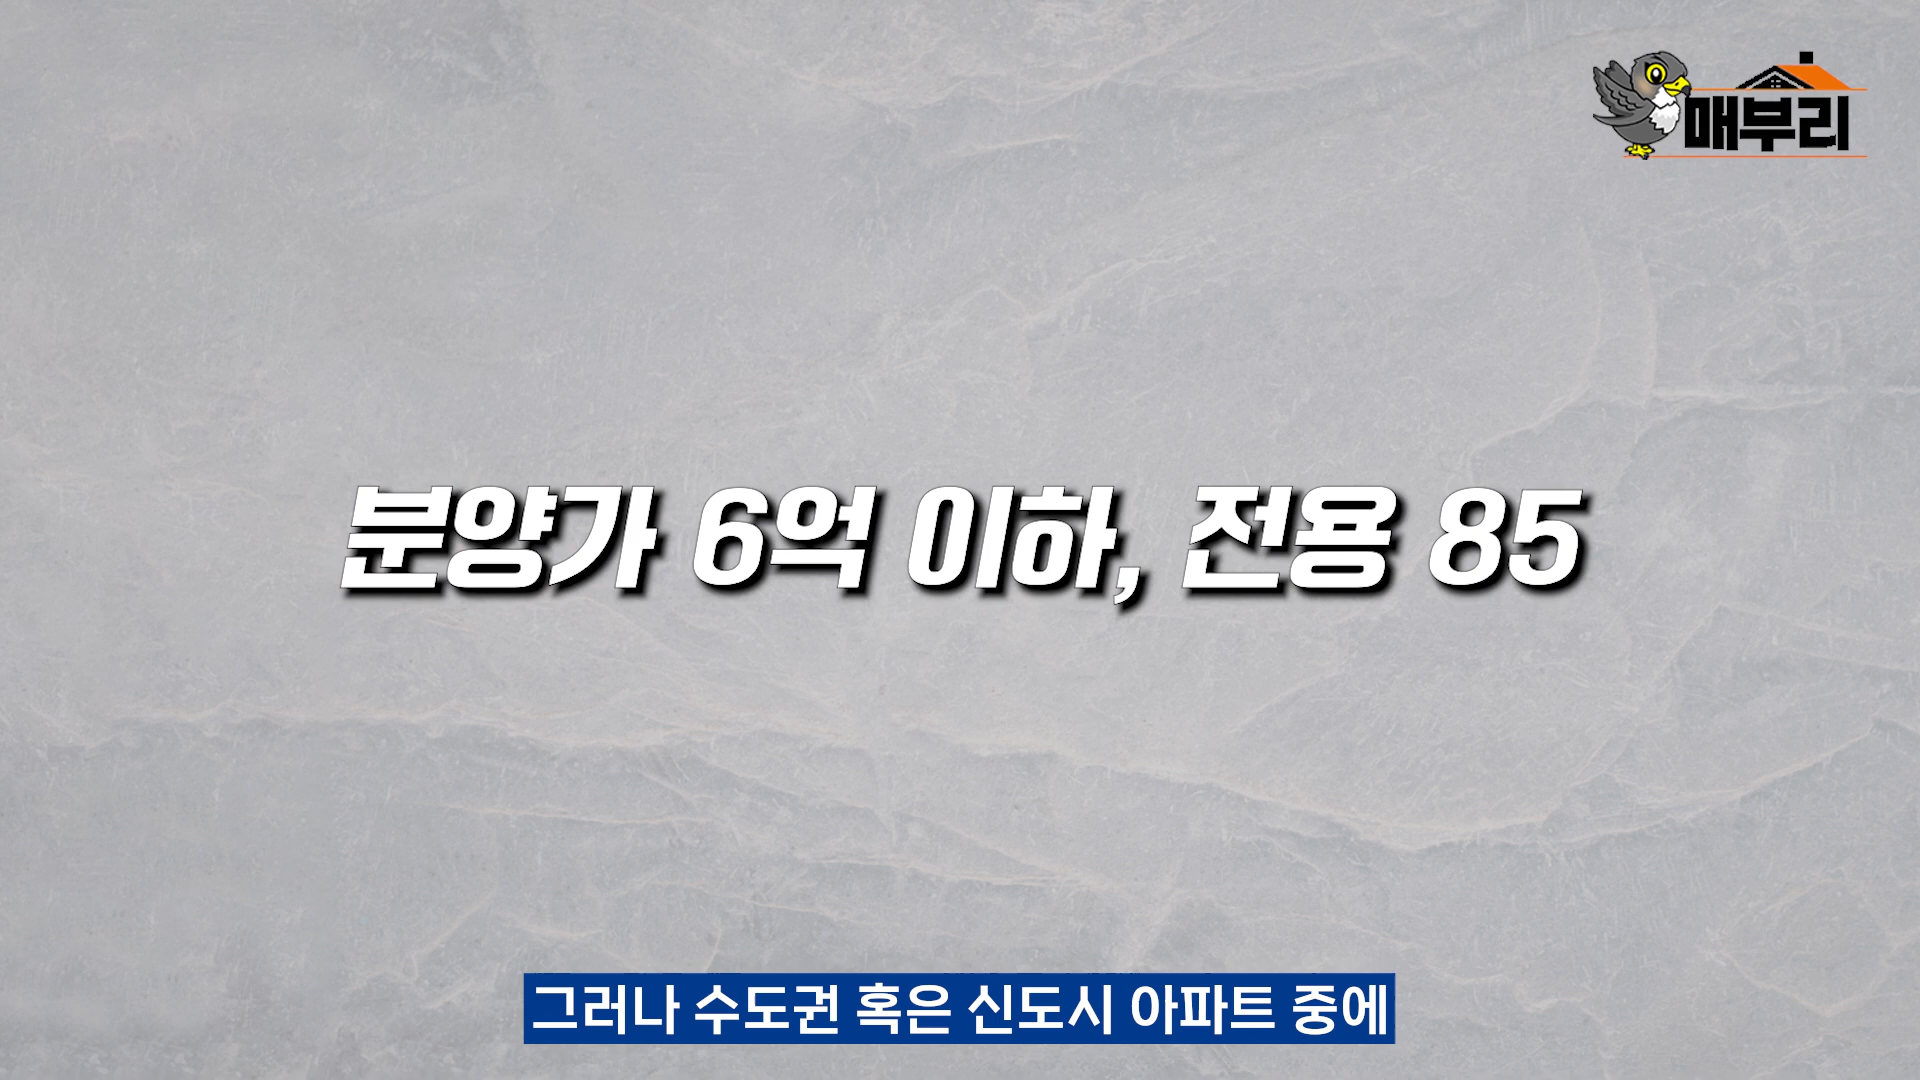 매부리
분양가 6억 이하, 전용 85
그러나 수도권 혹은 신도시 아파트 중에